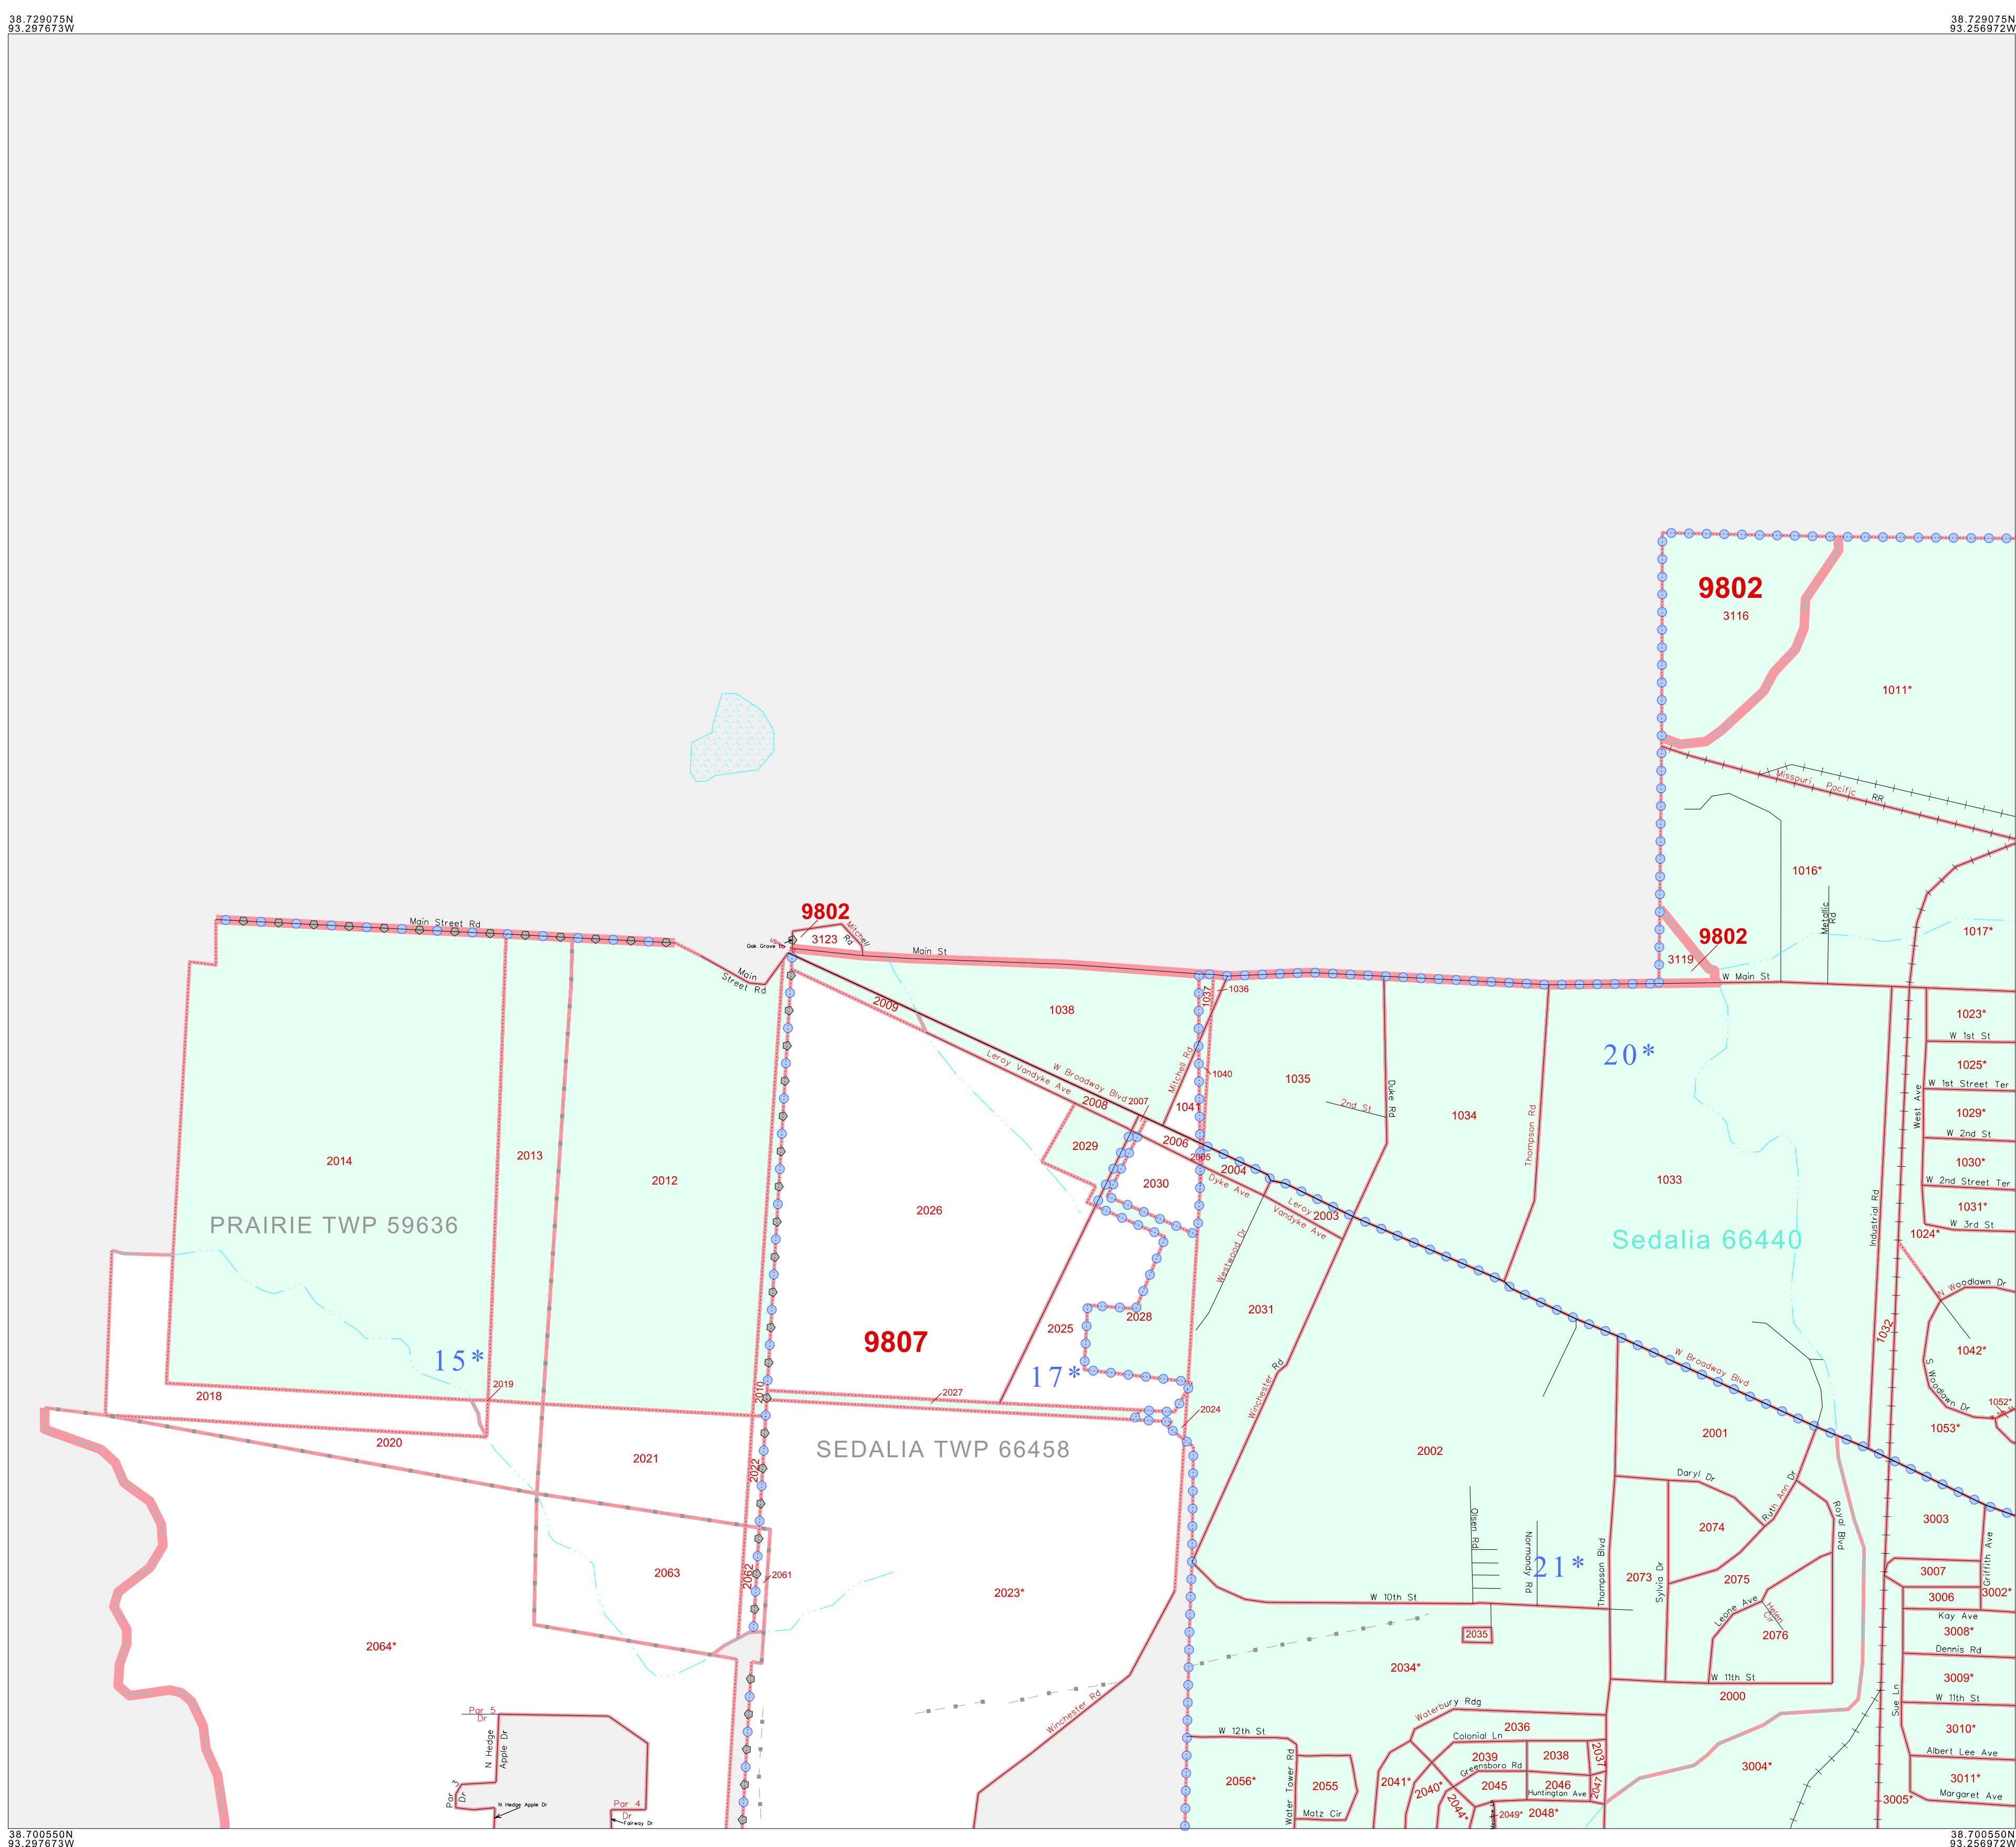 38.729075N
93.297673W
38.729075N
93.256972W
9802
3116
1011*
Missouri Pacific RR
1016*
Metallic
Rd
1017*
9802
3119
W Main St
Main Street Rd
9802
3123
Mitchell
Rd
Oak Grove Ln
Main St
Main
Street Rd
2009
1038
1037
1036
Leroy Vandyke Ave
W Broadway Blvd
2008
2007
Mitchell Rd
1040
1041
1035
2nd St
Duke Rd
1034
Thompson Rd
20*
1033
1023*
W 1st St
1025*
W 1st Street Ter
West Ave
1029*
W 2nd St
1030*
W 2nd Street Ter
1031*
W 3rd St
1024*
Industrial Rd
2014
2013
2012
2029
2006
2005
2004
2030
Dyke Ave
Leroy
Vandyke Ave
2003
2026
PRAIRIE TWP 59636
Sedalia 66440
Westwood Dr
N Woodlawn Dr
2031
2028
2025
9807
15*
17*
1032
1042*
S Woodlawn Dr
W Broadway Blvd
Winchester Rd
2018
2019
2010
2027
2024
1052*
1053*
2020
2021
2022
SEDALIA TWP 66458
2002
2001
Daryl Dr
Ruth Ann Dr
Royal Blvd
2074
3003
Olsen Rd
Normandy Rd
21*
Thompson Blvd
2073
Sylvia Dr
2075
Griffith Ave
3007
3006
3002*
2063
2062
2061
2023*
W 10th St
Leone Ave
Helen
Cir
2076
Kay Ave
3008*
Dennis Rd
2064*
2035
2034*
W 11th St
2000
3009*
Sue Ln
W 11th St
Par 5
Dr
N Hedge
Apple Dr
Winchester Rd
Waterbury Rdg
2036
3010*
W 12th St
Colonial Ln
Water Tower Rd
2039
2038
2037
Greensboro Rd
Albert Lee Ave
3004*
2056*
2055
2041*
2040*
2045
2046
2047
Huntington Ave
3011*
Par 3
Dr
Par 4
Dr
N Hedge Apple Dr
Fairway Dr
Matz Cir
2044*
2049*
2048*
Margaret Ave
3005*
38.700550N
93.297673W
38.700550N
93.256972W